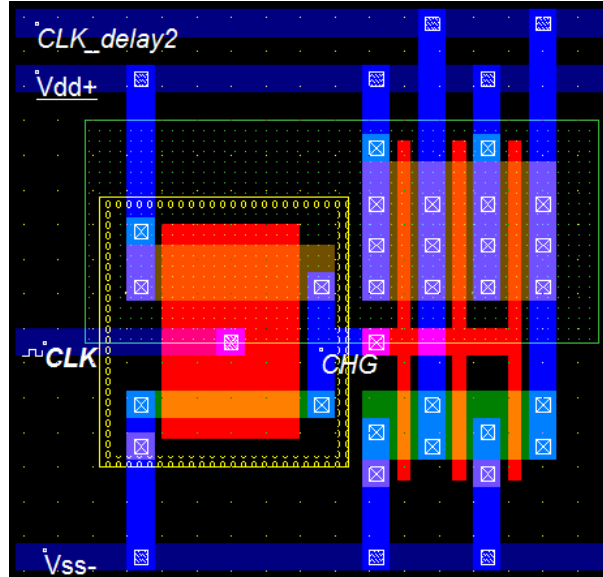 CLK_delay2
Vdd+
CLK
CHG
Vss-